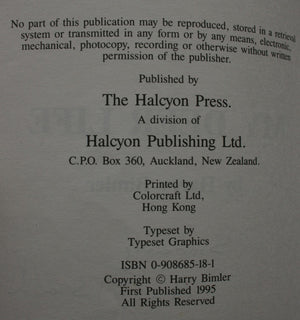 No part of this publication may be reproduced, stored in a retrieval
system or transmitted in any form or by any means, electronic,
mechanical, photocopy, recording or otherwise without written
permission of the publisher.
Published by
The Halcyon Press.
A division of
Halcyon Publishing Ltd.
C.P.O. Box 360, Auckland, New Zealand.
Printed by
Colorcraft Ltd,
Hong Kong
Typeset by
Typeset Graphics
ISBN 0-908685-18-1
Copyright © Harry Bimler
First Published 1995
All Rights Reserved